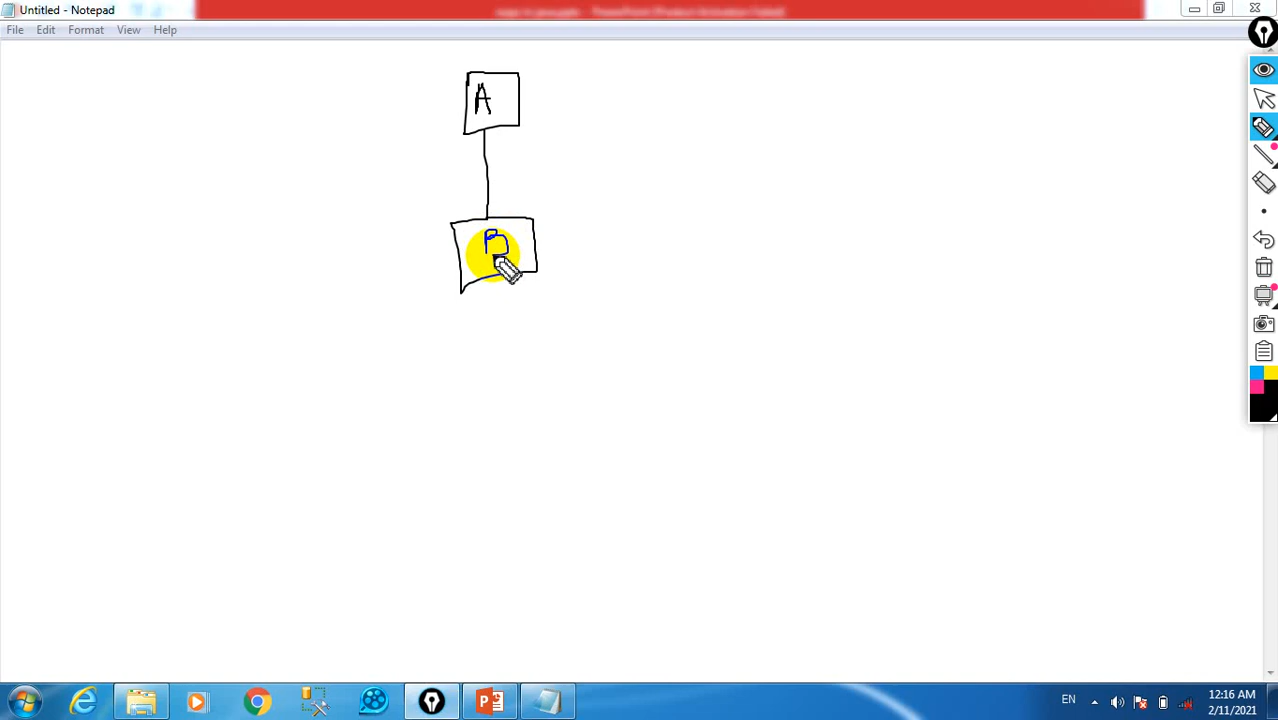 Untitled - Notepad
File Edit Format View Help
A
B
EN
12:16 AM
2/11/2021